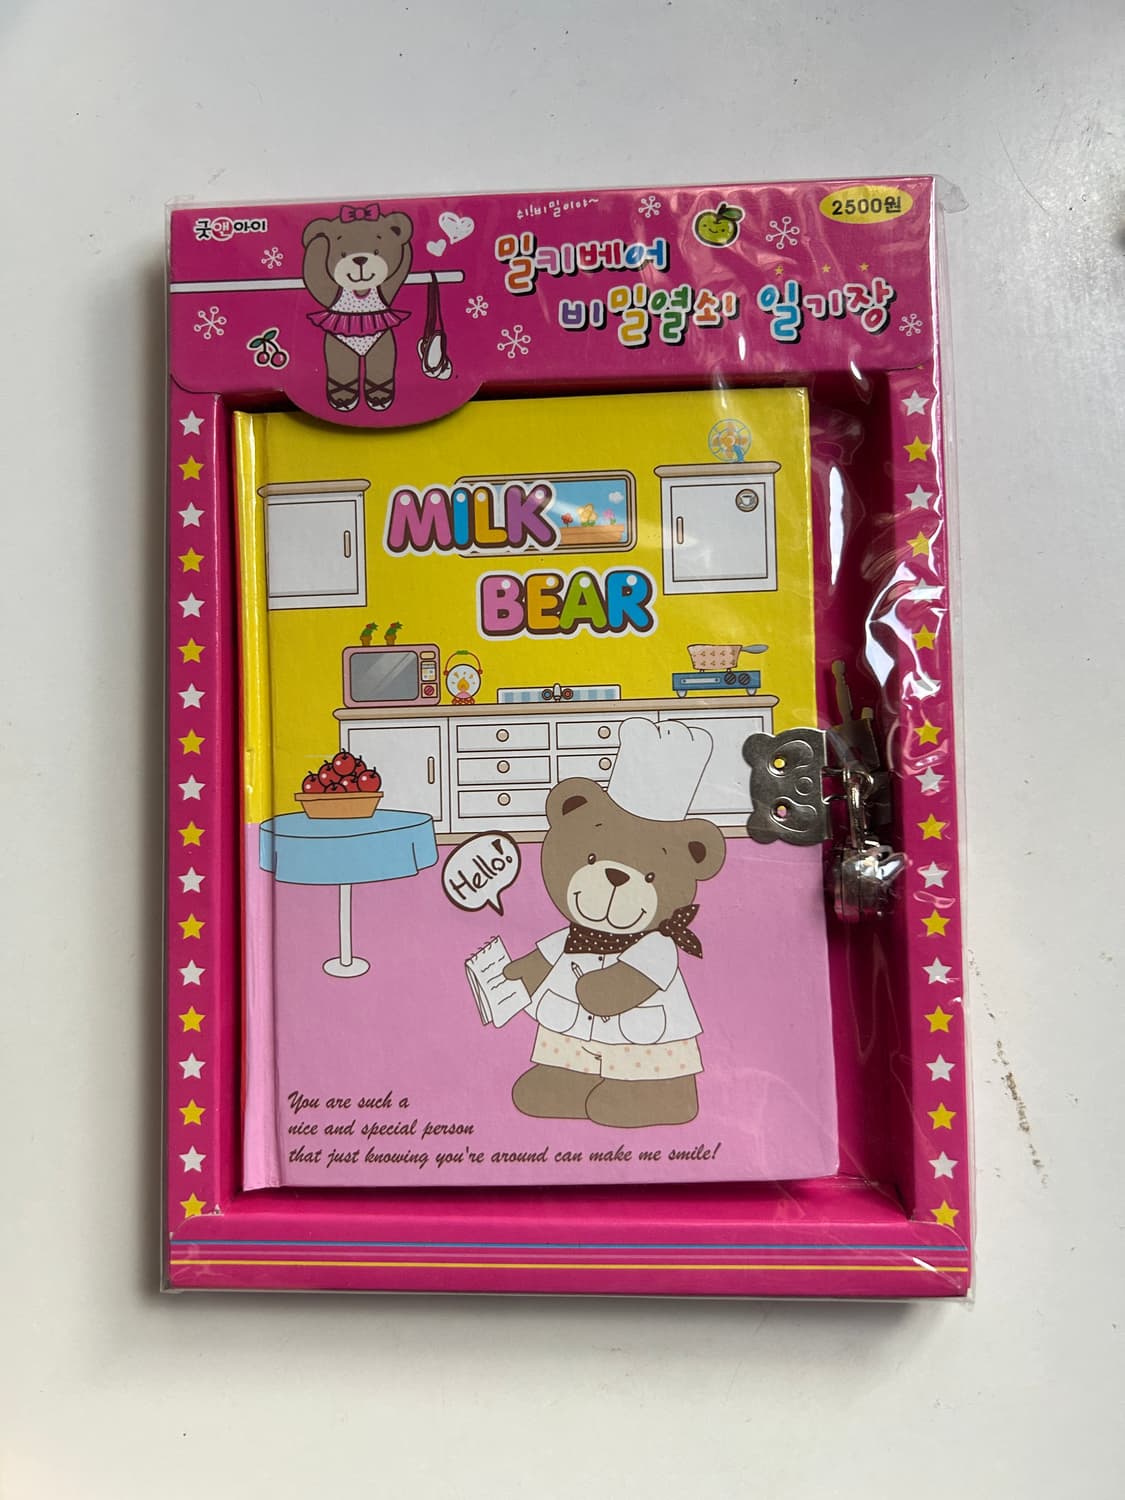 굿앤아이
쉬!비밀이야~
2500원
밀키베어
비밀열쇠 일기장
MILK
BEAR
Hello!
You are such a
nice and special person
that just knowing you're around can make me smile!